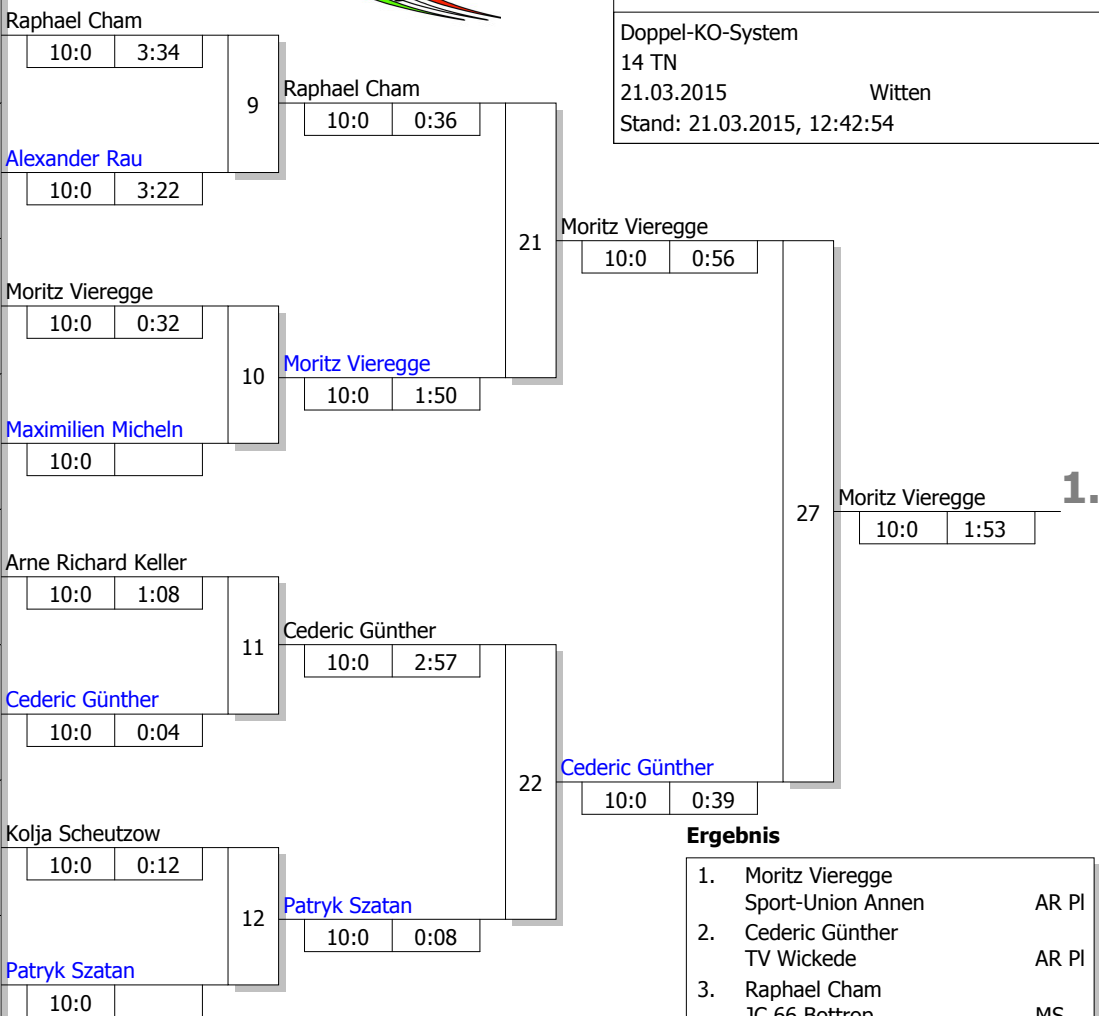 Doppel-KO-System
14 TN
21.03.2015 Witten
Stand: 21.03.2015, 12:42:54
Raphael Cham
10:0 3:34
9
Alexander Rau
10:0 3:22
Raphael Cham
10:0 0:36
21
Moritz Vieregge
10:0 0:32
10
Maximilien Micheln
10:0
Moritz Vieregge
10:0 1:50
Moritz Vieregge
10:0 0:56
27
Moritz Vieregge 1.
10:0 1:53
Arne Richard Keller
10:0 1:08
11
Cederic Günther
10:0 0:04
Cederic Günther
10:0 2:57
22
Kolja Scheutzow
10:0 0:12
12
Patryk Szatan
10:0
Patryk Szatan
10:0 0:08
Cederic Günther
10:0 0:39
Ergebnis
1. Moritz Vieregge
Sport-Union Annen AR Pl
2. Cederic Günther
TV Wickede AR Pl
3. Raphael Cham
JC 66 Bottrop MS